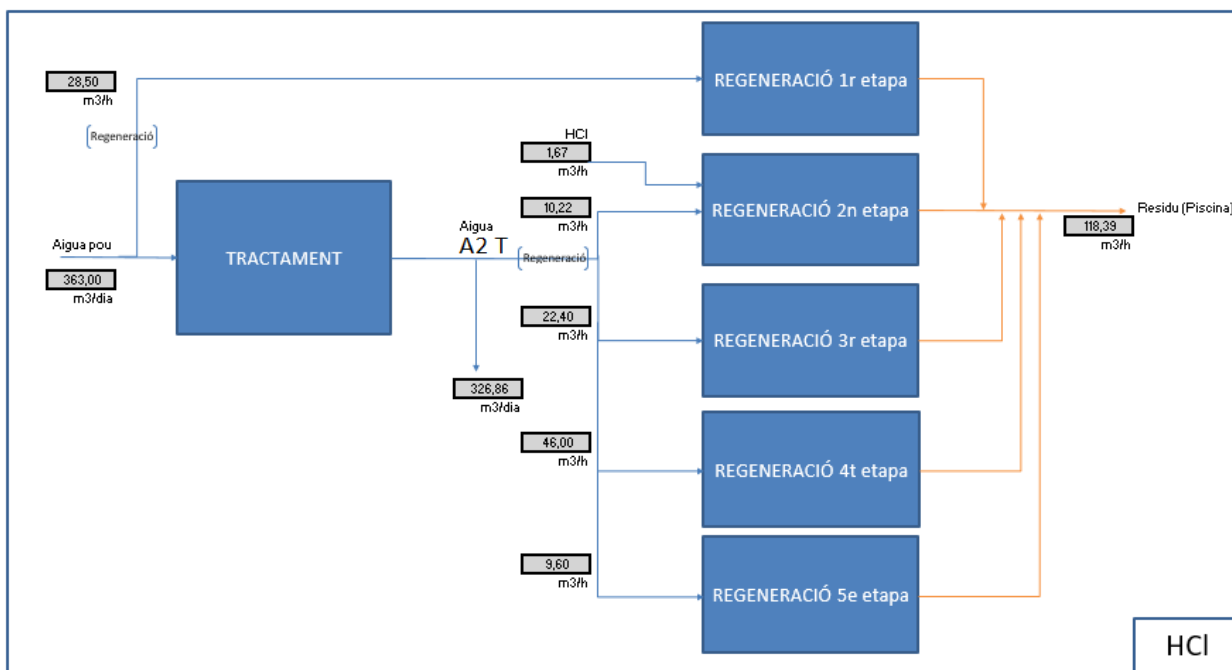 REGENERACIÓ 1r etapa
28,50
m3/h
(Regeneració)
HCl
1,67
m3/h
REGENERACIÓ 2n etapa
10,22
m3/h
Residu (Piscina)
118,39
m3/h
Aigua pou
363,00
m3/dia
TRACTAMENT
Aigua
A2 T
(Regeneració)
22,40
m3/h
REGENERACIÓ 3r etapa
326,86
m3/dia
46,00
m3/h
REGENERACIÓ 4t etapa
9,60
m3/h
REGENERACIÓ 5e etapa
HCl